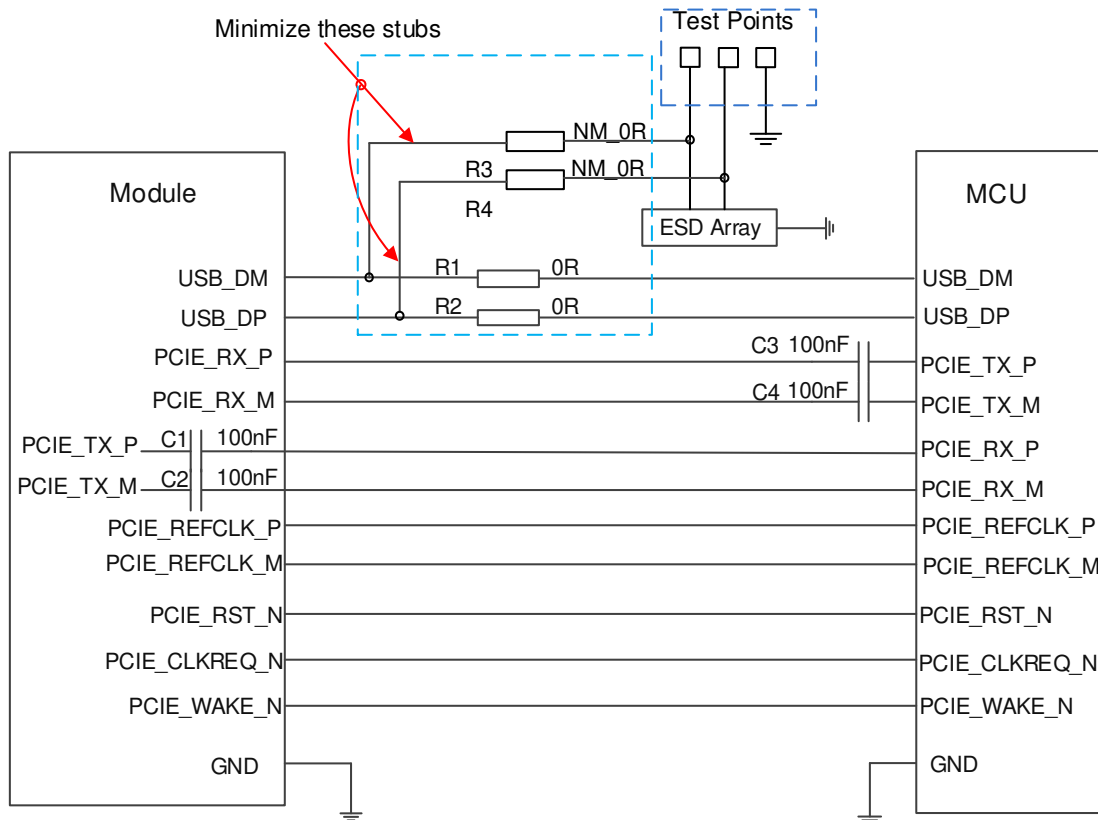 Minimize these stubs
Test Points
NM_0R
R3
NM_0R
R4
ESD Array
Module
MCU
USB_DM
R1
0R
USB_DM
USB_DP
R2
0R
USB_DP
PCIE_RX_P
C3
100nF
PCIE_TX_P
PCIE_RX_M
C4
100nF
PCIE_TX_M
PCIE_TX_P
C1
100nF
PCIE_RX_P
PCIE_TX_M
C2
100nF
PCIE_RX_M
PCIE_REFCLK_P
PCIE_REFCLK_P
PCIE_REFCLK_M
PCIE_REFCLK_M
PCIE_RST_N
PCIE_RST_N
PCIE_CLKREQ_N
PCIE_CLKREQ_N
PCIE_WAKE_N
PCIE_WAKE_N
GND
GND